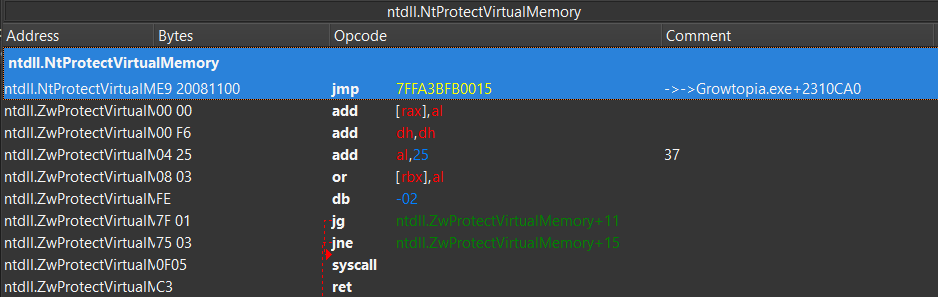 ntdll.NtProtectVirtualMemory
Address Bytes Opcode Comment
ntdll.NtProtectVirtualMemory
ntdll.NtProtectVirtualM E9 20081100 jmp 7FFA3BFB0015 ->->Growtopia.exe+2310CA0
ntdll.ZwProtectVirtualM 00 00 add [rax],al
ntdll.ZwProtectVirtualM 00 F6 add dh,dh
ntdll.ZwProtectVirtualM 04 25 add al,25 37
ntdll.ZwProtectVirtualM 08 03 or [rbx],al
ntdll.ZwProtectVirtualM FE db -02
ntdll.ZwProtectVirtualM 7F 01 jg ntdll.ZwProtectVirtualMemory+11
ntdll.ZwProtectVirtualM 75 03 jne ntdll.ZwProtectVirtualMemory+15
ntdll.ZwProtectVirtualM 0F05 syscall
ntdll.ZwProtectVirtualM C3 ret